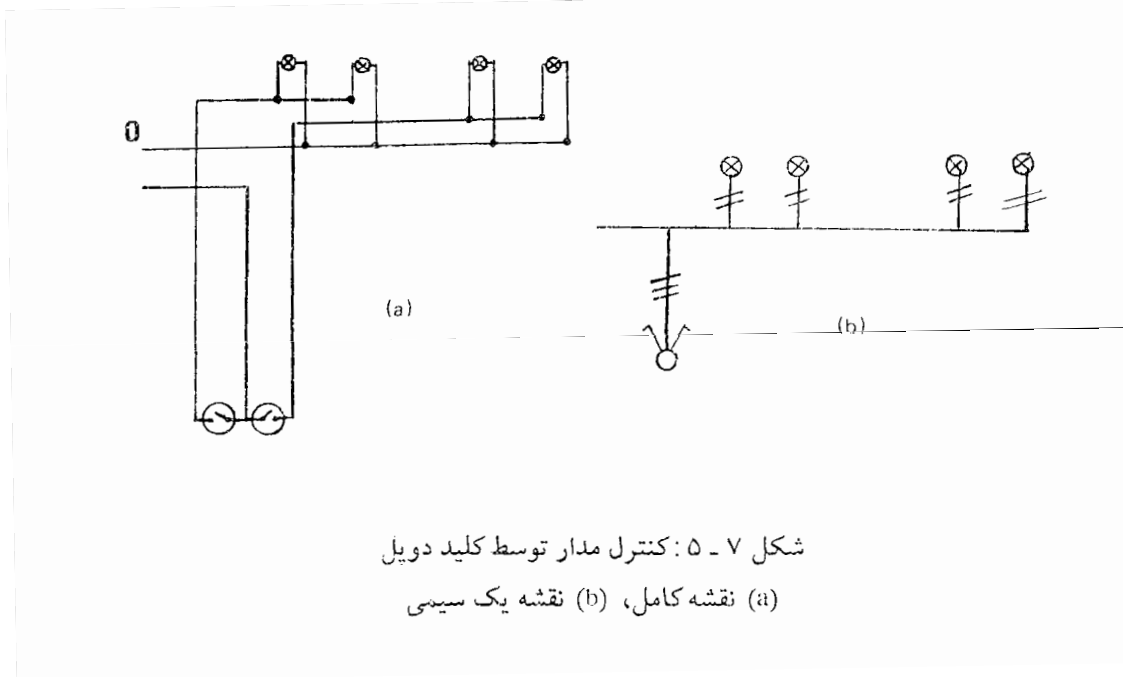 0
(a)
(b)
شکل ۷ ـ ۵ : کنترل مدار توسط کلید دوپل
(a) نقشه کامل، (b) نقشه یک سیمی